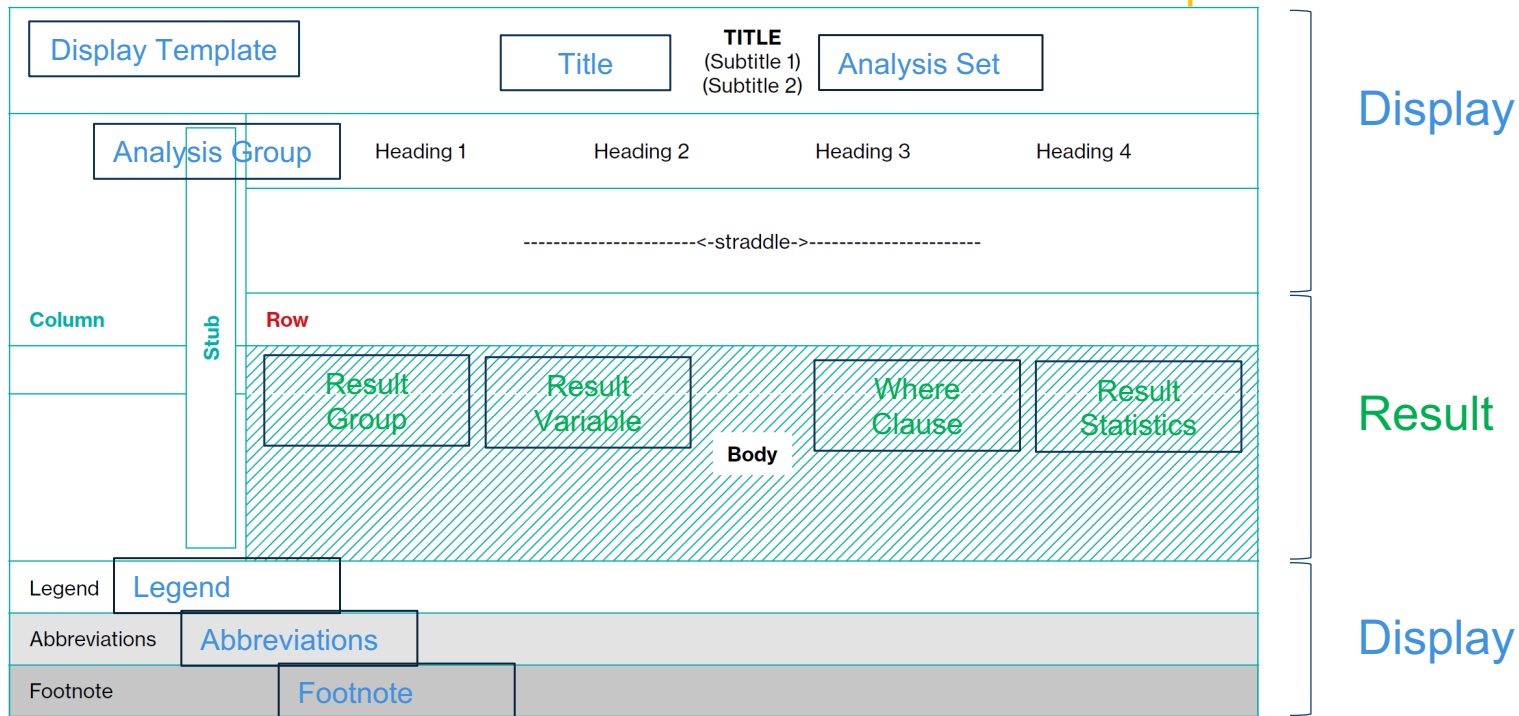 Display Template
Title
TITLE
(Subtitle 1)
(Subtitle 2)
Analysis Set
Display
Analysis Group
Heading 1
Heading 2
Heading 3
Heading 4
-----------------------<-straddle->-----------------------
Column
Stub
Row
Result
Group
Result
Variable
Where
Clause
Result
Statistics
Body
Result
Legend
Legend
Abbreviations
Abbreviations
Display
Footnote
Footnote